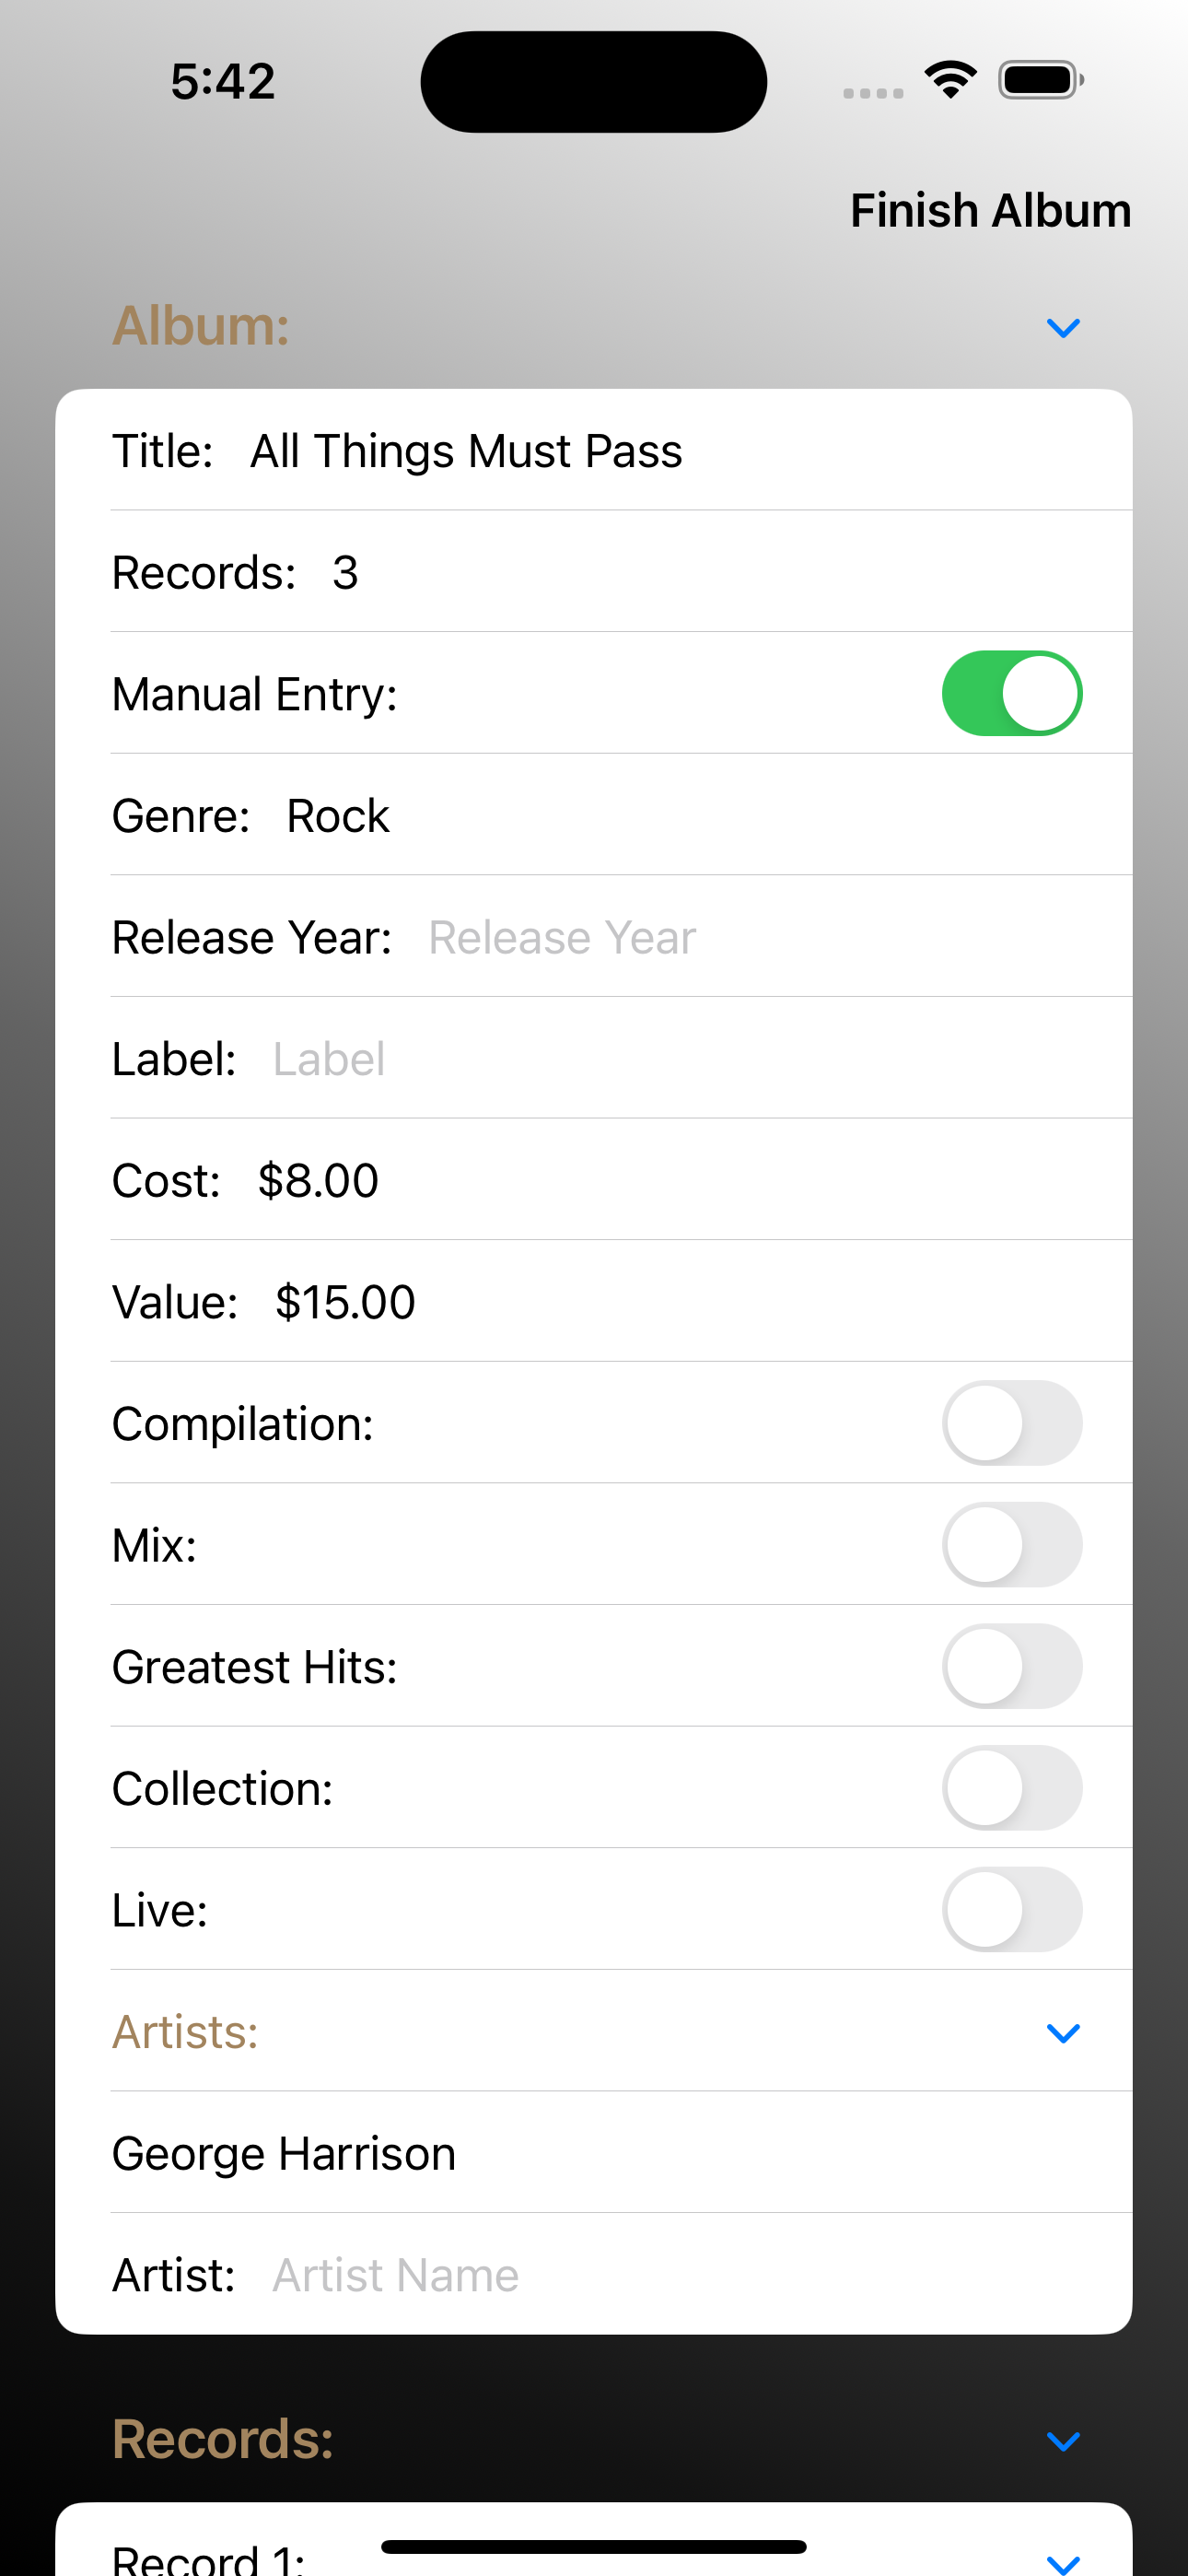 5:42
Finish Album
Album:
Title: All Things Must Pass
Records: 3
Manual Entry:
Genre: Rock
Release Year: Release Year
Label: Label
Cost: $8.00
Value: $15.00
Compilation:
Mix:
Greatest Hits:
Collection:
Live:
Artists:
George Harrison
Artist: Artist Name
Records:
Record 1: